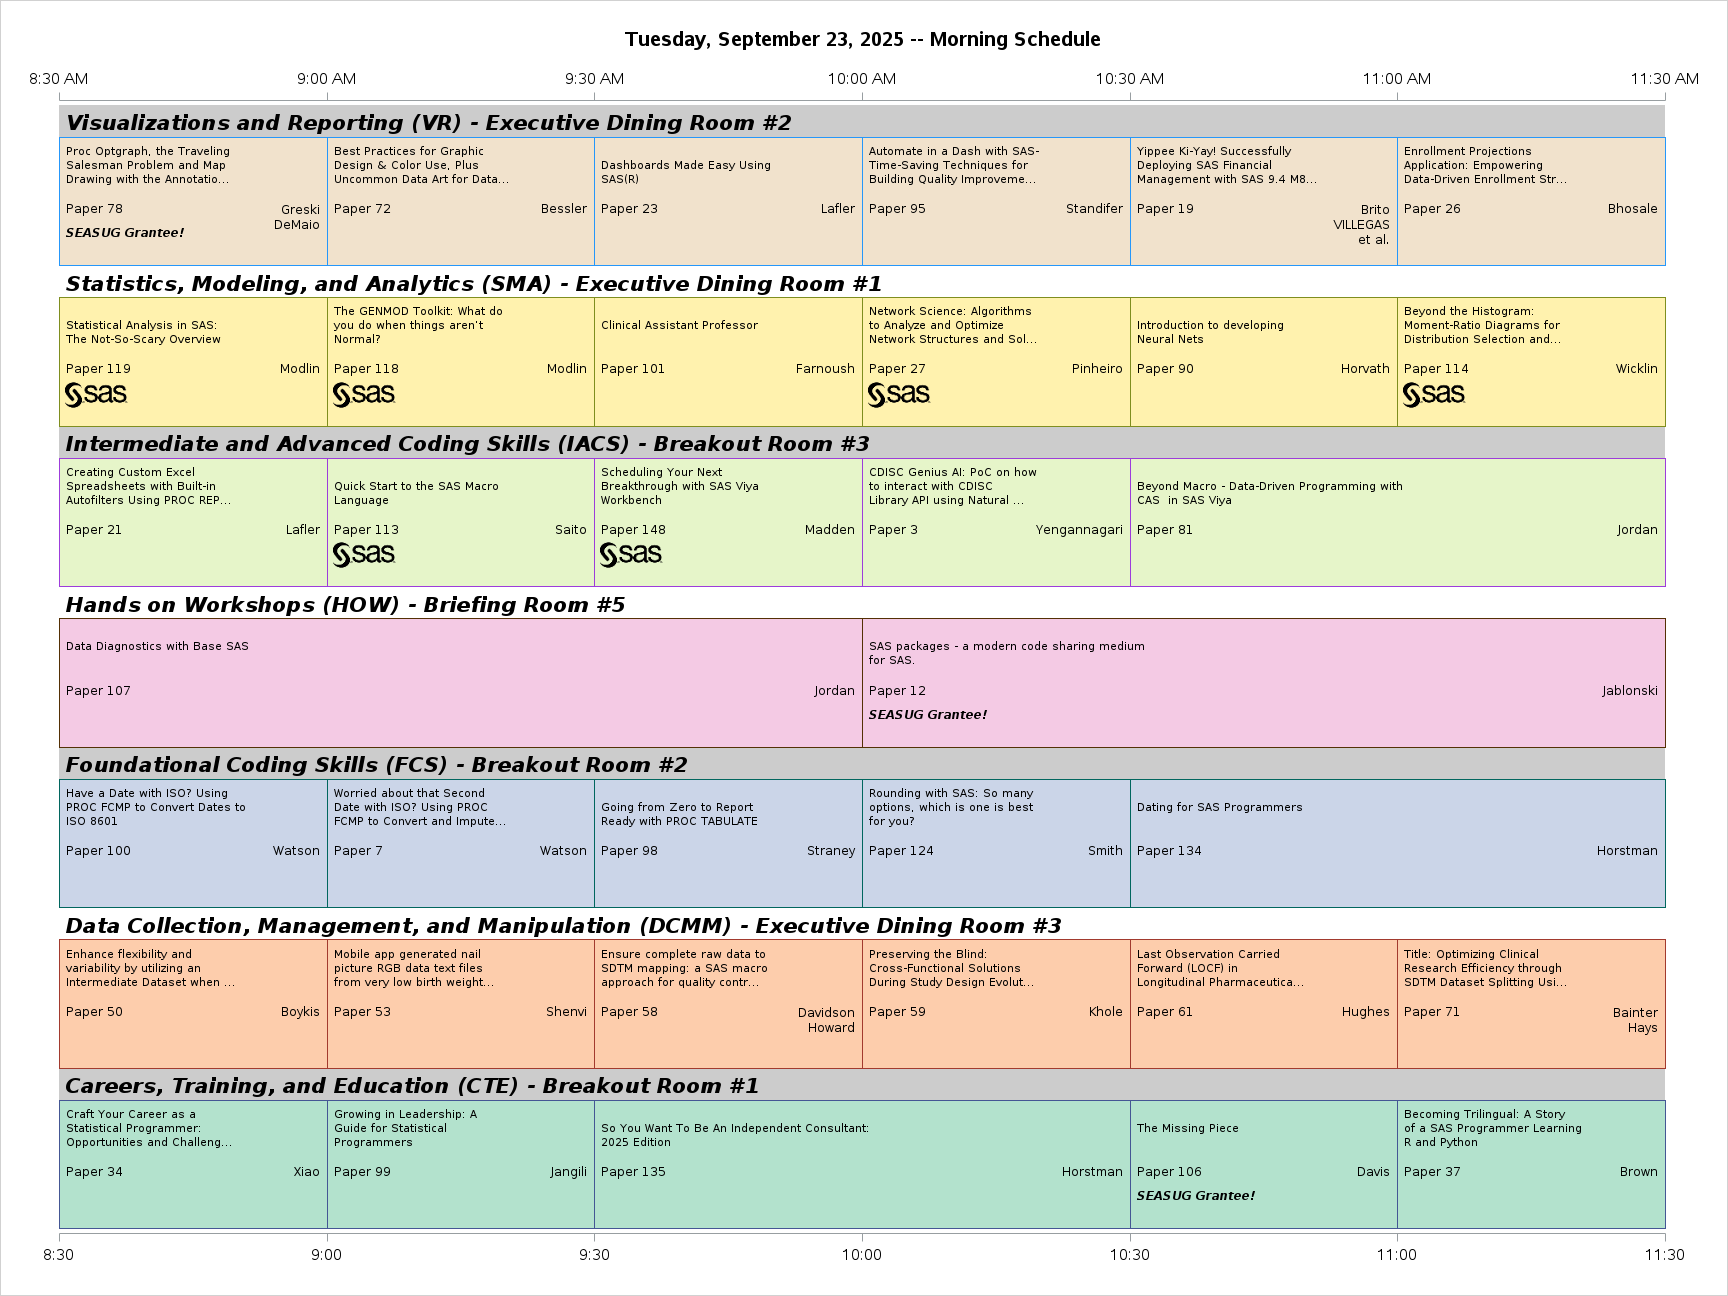 Tuesday, September 23, 2025 -- Morning Schedule
8:30 AM 9:00 AM 9:30 AM 10:00 AM 10:30 AM 11:00 AM 11:30 AM
Visualizations and Reporting (VR) - Executive Dining Room #2
Proc Optgraph, the Traveling
Salesman Problem and Map
Drawing with the Annotatio...
Paper 78
Greski
DeMaio
SEASUG Grantee!
Best Practices for Graphic
Design & Color Use, Plus
Uncommon Data Art for Data...
Paper 72 Bessler
Dashboards Made Easy Using
SAS(R)
Paper 23 Lafler
Automate in a Dash with SAS-
Time-Saving Techniques for
Building Quality Improveme...
Paper 95 Standifer
Yippee Ki-Yay! Successfully
Deploying SAS Financial
Management with SAS 9.4 M8...
Paper 19 Brito
VILLEGAS
et al.
Enrollment Projections
Application: Empowering
Data-Driven Enrollment Str...
Paper 26 Bhosale
Statistics, Modeling, and Analytics (SMA) - Executive Dining Room #1
Statistical Analysis in SAS:
The Not-So-Scary Overview
Paper 119 Modlin
sas
The GENMOD Toolkit: What do
you do when things aren't
Normal?
Paper 118 Modlin
sas
Clinical Assistant Professor
Paper 101 Farnoush
Network Science: Algorithms
to Analyze and Optimize
Network Structures and Sol...
Paper 27 Pinheiro
sas
Introduction to developing
Neural Nets
Paper 90 Horvath
Beyond the Histogram:
Moment-Ratio Diagrams for
Distribution Selection and...
Paper 114 Wicklin
sas
Intermediate and Advanced Coding Skills (IACS) - Breakout Room #3
Creating Custom Excel
Spreadsheets with Built-in
Autofilters Using PROC REP...
Paper 21 Lafler
Quick Start to the SAS Macro
Language
Paper 113 Saito
sas
Scheduling Your Next
Breakthrough with SAS Viya
Workbench
Paper 148 Madden
sas
CDISC Genius AI: PoC on how
to interact with CDISC
Library API using Natural ...
Paper 3 Yengannagari
Beyond Macro - Data-Driven Programming with
CAS  in SAS Viya
Paper 81 Jordan
Hands on Workshops (HOW) - Briefing Room #5
Data Diagnostics with Base SAS
Paper 107 Jordan
SAS packages - a modern code sharing medium
for SAS.
Paper 12 Jablonski
SEASUG Grantee!
Foundational Coding Skills (FCS) - Breakout Room #2
Have a Date with ISO? Using
PROC FCMP to Convert Dates to
ISO 8601
Paper 100 Watson
Worried about that Second
Date with ISO? Using PROC
FCMP to Convert and Impute...
Paper 7 Watson
Going from Zero to Report
Ready with PROC TABULATE
Paper 98 Straney
Rounding with SAS: So many
options, which is one is best
for you?
Paper 124 Smith
Dating for SAS Programmers
Paper 134 Horstman
Data Collection, Management, and Manipulation (DCMM) - Executive Dining Room #3
Enhance flexibility and
variability by utilizing an
Intermediate Dataset when ...
Paper 50 Boykis
Mobile app generated nail
picture RGB data text files
from very low birth weight...
Paper 53 Shenvi
Ensure complete raw data to
SDTM mapping: a SAS macro
approach for quality contr...
Paper 58 Davidson
Howard
Preserving the Blind:
Cross-Functional Solutions
During Study Design Evolut...
Paper 59 Khole
Last Observation Carried
Forward (LOCF) in
Longitudinal Pharmaceutica...
Paper 61 Hughes
Title: Optimizing Clinical
Research Efficiency through
SDTM Dataset Splitting Usi...
Paper 71 Bainter
Hays
Careers, Training, and Education (CTE) - Breakout Room #1
Craft Your Career as a
Statistical Programmer:
Opportunities and Challeng...
Paper 34 Xiao
Growing in Leadership: A
Guide for Statistical
Programmers
Paper 99 Jangili
So You Want To Be An Independent Consultant:
2025 Edition
Paper 135 Horstman
The Missing Piece
Paper 106 Davis
SEASUG Grantee!
Becoming Trilingual: A Story
of a SAS Programmer Learning
R and Python
Paper 37 Brown
8:30 9:00 9:30 10:00 10:30 11:00 11:30